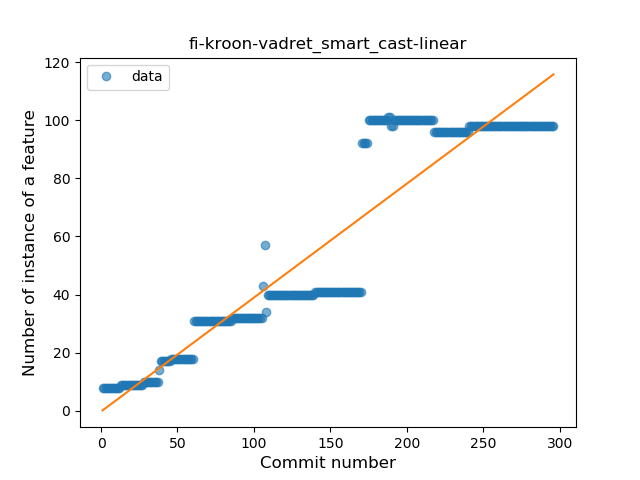 fi-kroon-vadret_smart_cast-linear
data
Number of instance of a feature
120
100
80
60
40
20
0
0 50 100 150 200 250 300
Commit number